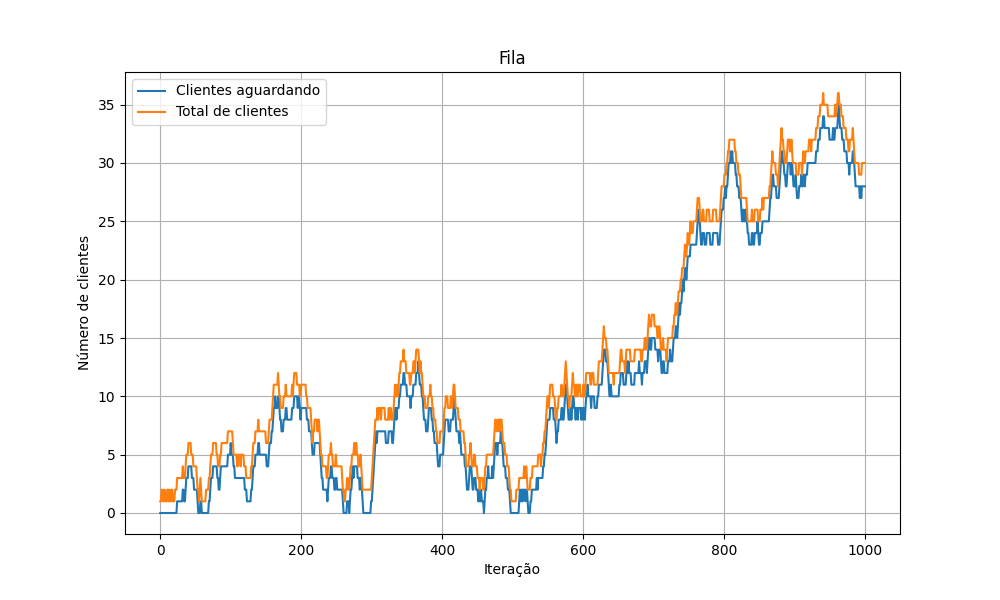 Fila
Clientes aguardando
Total de clientes
Número de clientes
35
30
25
20
15
10
5
0
0 200 400 600 800 1000
Iteração